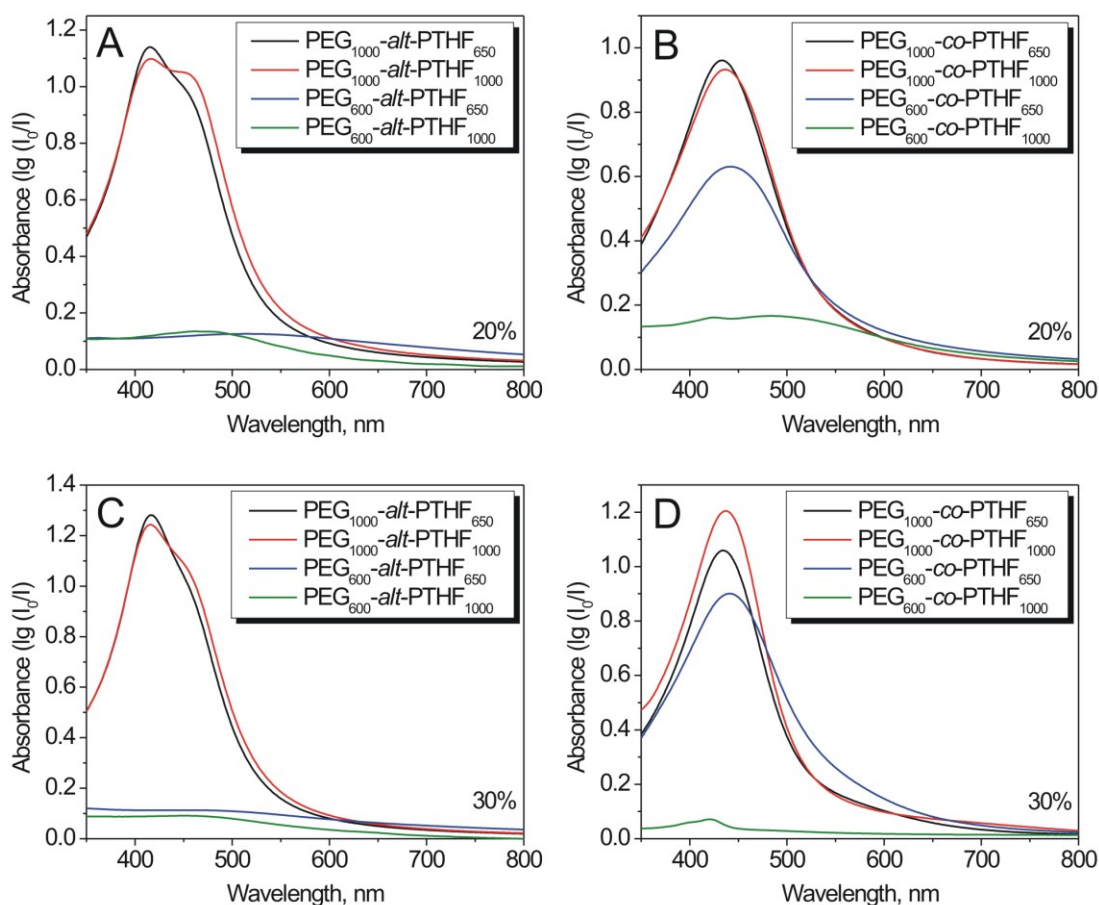 A
PEG1000-alt-PTHF650
PEG1000-alt-PTHF1000
PEG600-alt-PTHF650
PEG600-alt-PTHF1000
1.2
1.0
0.8
0.6
0.4
0.2
0.0
Absorbance (lg (I0/I)
20%
400 500 600 700 800
Wavelength, nm
B
PEG1000-co-PTHF650
PEG1000-co-PTHF1000
PEG600-co-PTHF650
PEG600-co-PTHF1000
1.0
0.8
0.6
0.4
0.2
0.0
Absorbance (lg (I0/I)
20%
400 500 600 700 800
Wavelength, nm
C
PEG1000-alt-PTHF650
PEG1000-alt-PTHF1000
PEG600-alt-PTHF650
PEG600-alt-PTHF1000
1.4
1.2
1.0
0.8
0.6
0.4
0.2
0.0
Absorbance (lg (I0/I)
30%
400 500 600 700 800
Wavelength, nm
D
PEG1000-co-PTHF650
PEG1000-co-PTHF1000
PEG600-co-PTHF650
PEG600-co-PTHF1000
1.2
1.0
0.8
0.6
0.4
0.2
0.0
Absorbance (lg (I0/I)
30%
400 500 600 700 800
Wavelength, nm